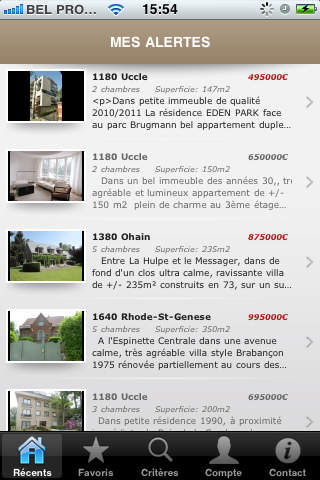 BEL PRO... 15:54
MES ALERTES
1180 Uccle 495000€
2 chambres Superficie: 147m2
<p>Dans petite immeuble de qualité
2010/2011 La résidence EDEN PARK face
au parc Brugmann bel appartement duple...
1180 Uccle 650000€
2 chambres Superficie: 150m2
Dans un bel immeuble des années 30,, tre
agréable et lumineux appartement de +/-
150 m2 plein de charme au 3ème étage...
1380 Ohain 875000€
5 chambres Superficie: 235m2
Entre La Hulpe et le Messager, dans de
fond d'un clos ultra calme, ravissante villa
de +/- 235m² construits en 73, sur un su...
1640 Rhode-St-Genese 995000€
5 chambres Superficie: 350m2
A l'Espinette Centrale dans une avenue
calme, très agréable villa style Brabançon
1975 rénovée partiellement au cours des...
1180 Uccle 695000€
3 chambres Superficie: 200m2
Dans petite résidence 1990, à proximité
Récents Favoris Critères Compte Contact